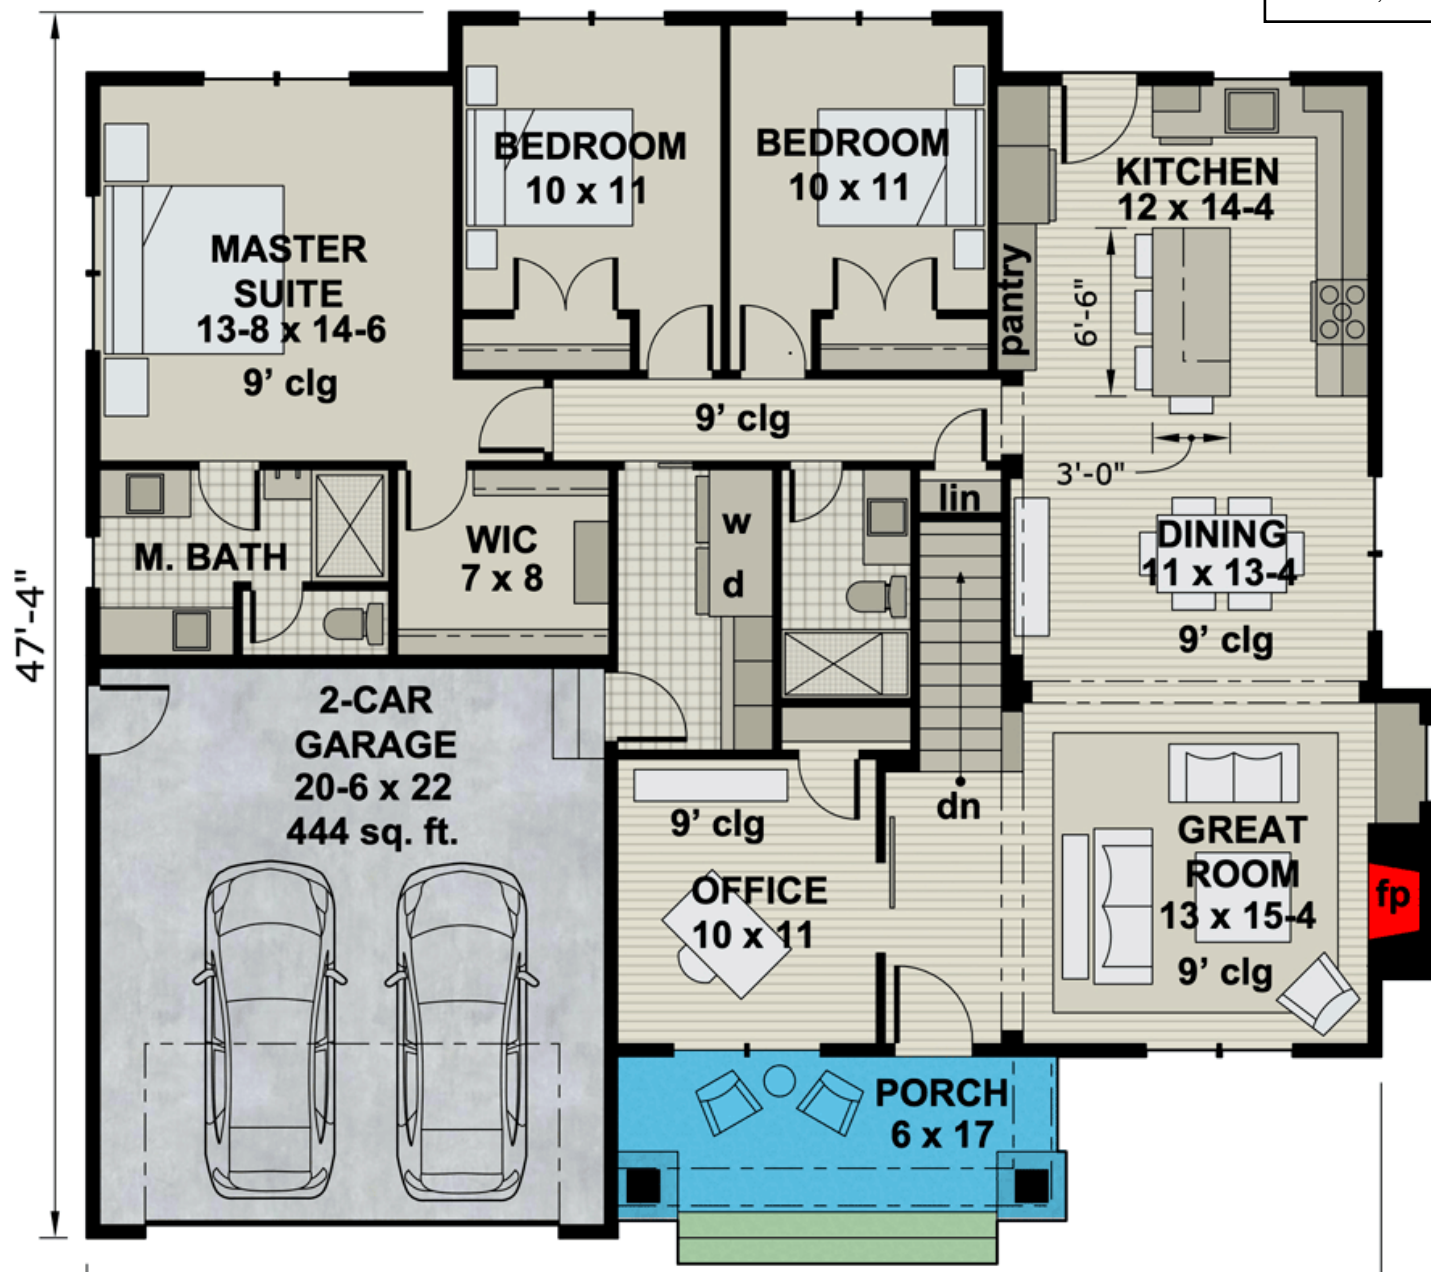 BEDROOM
10 x 11
BEDROOM
10 x 11
KITCHEN
12 x 14-4
MASTER
SUITE
13-8 x 14-6
9’ clg
pantry
6'-6"
9’ clg
3'-0"
lin
M. BATH
WIC
7 x 8
w
d
DINING
11 x 13-4
9’ clg
47'-4"
2-CAR
GARAGE
20-6 x 22
444 sq. ft.
dn
9’ clg
OFFICE
10 x 11
GREAT
ROOM
13 x 15-4
9’ clg
fp
PORCH
6 x 17